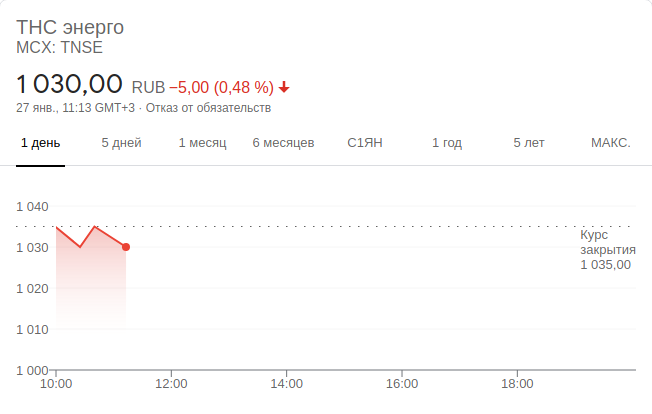 ТНС энерго
MCX: TNSE
1 030,00 RUB −5,00 (0,48 %)
27 янв., 11:13 GMT+3 · Отказ от обязательств
1 день 5 дней 1 месяц 6 месяцев С1ЯН 1 год 5 лет МАКС.
1 040
Курс
закрытия
1 035,00
1 030
1 020
1 010
1 000
10:00 12:00 14:00 16:00 18:00